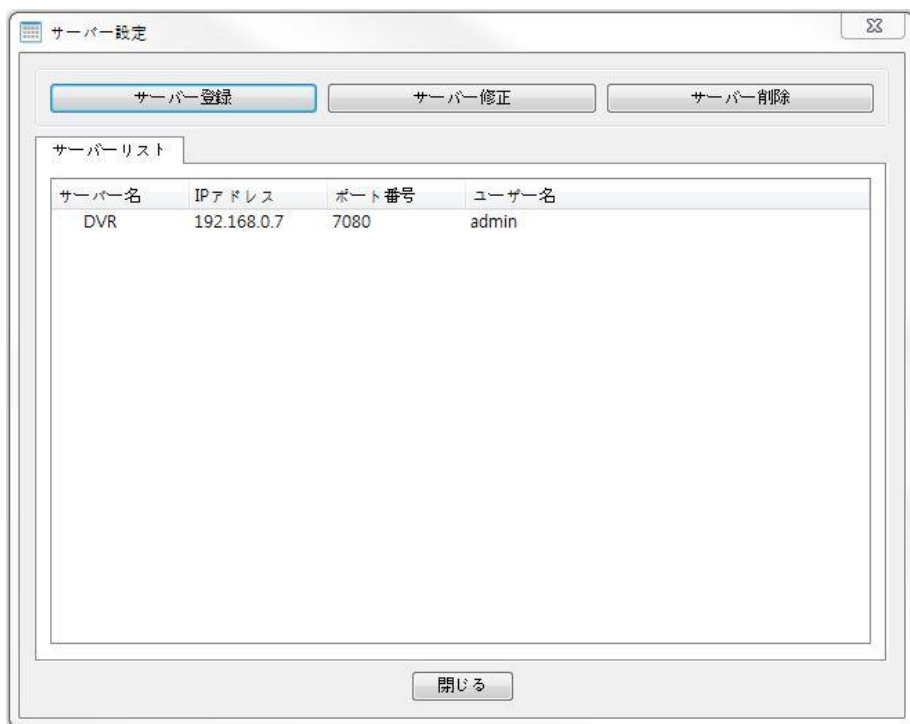 サーバー設定
サーバー登録 サーバー修正 サーバー削除
サーバーリスト
サーバー名 IPアドレス ポート番号 ユーザー名
DVR 192.168.0.7 7080 admin
閉じる